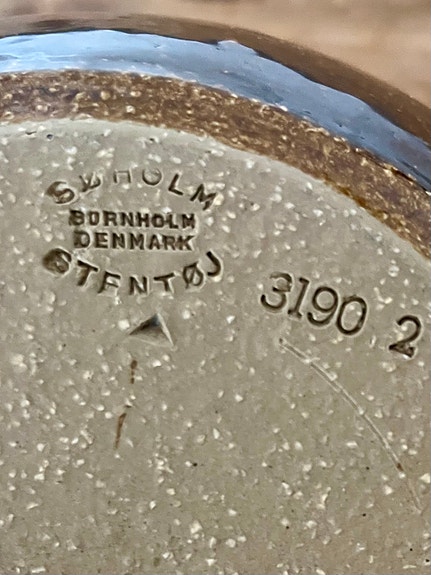 SØHOLM
BORNHOLM
DENMARK
STENTØJ
3190 2